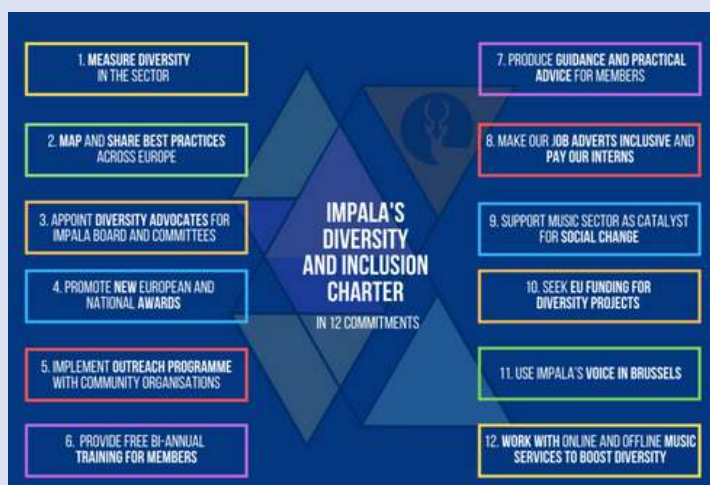 1. MEASURE DIVERSITY
IN THE SECTOR
2. MAP AND SHARE BEST PRACTICES
ACROSS EUROPE
3. APPOINT DIVERSITY ADVOCATES FOR
IMPALA BOARD AND COMMITTEES
4. PROMOTE NEW EUROPEAN AND
NATIONAL AWARDS
5. IMPLEMENT OUTREACH PROGRAMME
WITH COMMUNITY ORGANISATIONS
6. PROVIDE FREE BI-ANNUAL
TRAINING FOR MEMBERS
IMPALA'S
DIVERSITY
AND INCLUSION
CHARTER
IN 12 COMMITMENTS
7. PRODUCE GUIDANCE AND PRACTICAL
ADVICE FOR MEMBERS
8. MAKE OUR JOB ADVERTS INCLUSIVE AND
PAY OUR INTERNS
9. SUPPORT MUSIC SECTOR AS CATALYST
FOR SOCIAL CHANGE
10. SEEK EU FUNDING FOR
DIVERSITY PROJECTS
11. USE IMPALA'S VOICE IN BRUSSELS
12. WORK WITH ONLINE AND OFFLINE MUSIC
SERVICES TO BOOST DIVERSITY